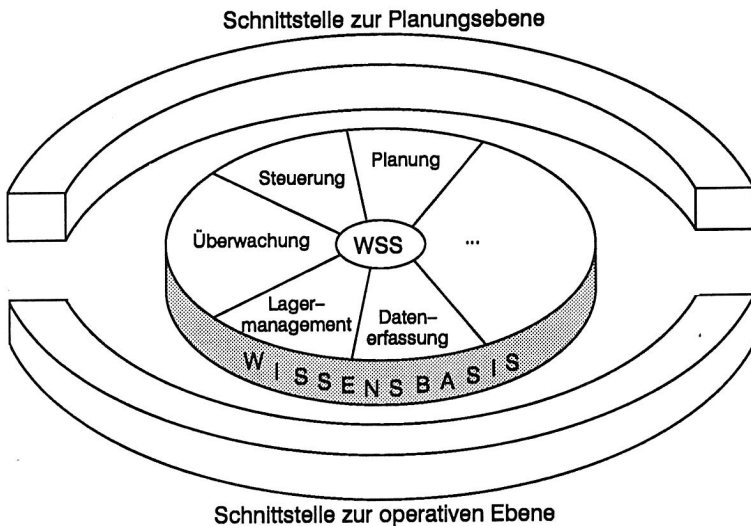 Schnittstelle zur Planungsebene
Planung
Steuerung
Überwachung
WSS
...
Lager-
management
Daten-
erfassung
WISSENSBASIS
Schnittstelle zur operativen Ebene